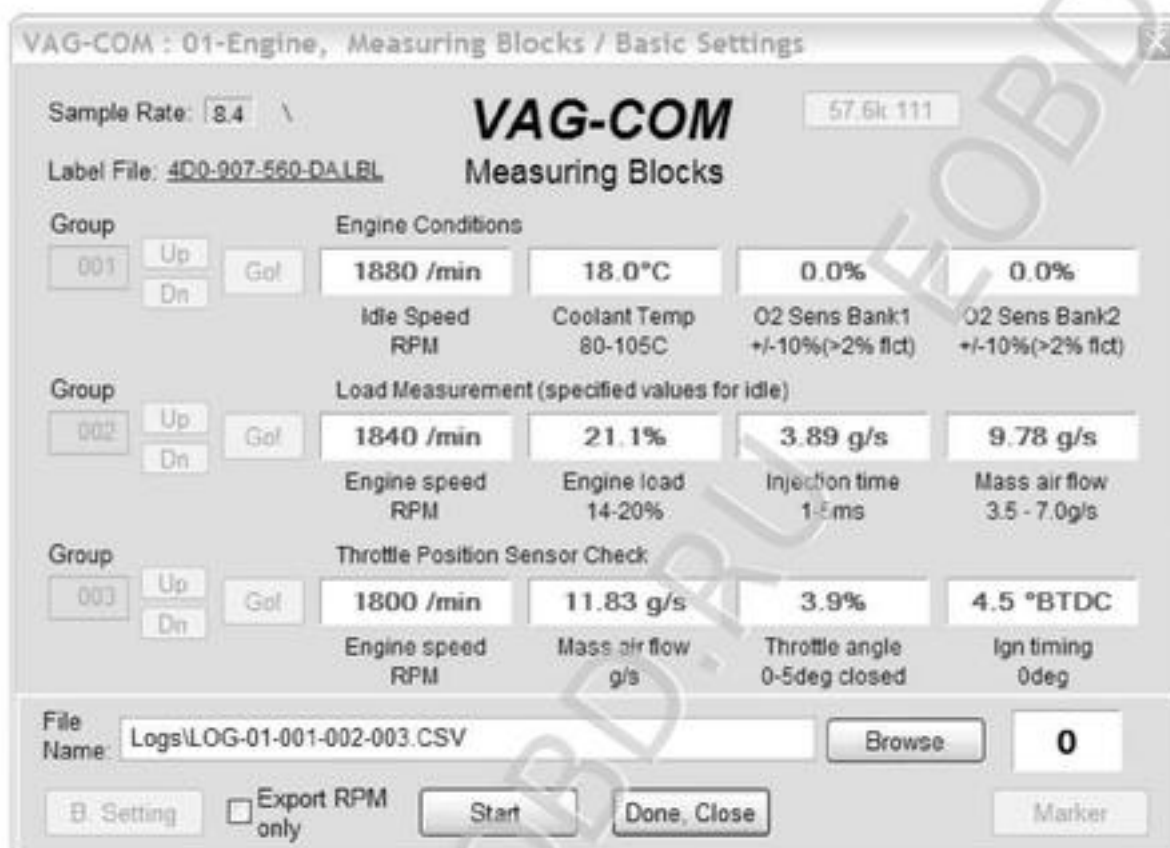 VAG-COM : 01-Engine, Measuring Blocks / Basic Settings
Sample Rate: 8.4 \
VAG-COM
57.6k 111
Label File: 4D0-907-560-DA.LBL
Measuring Blocks
Group
Engine Conditions
001 Up Go! 1880 /min 18.0°C 0.0% 0.0%
Dn
Idle Speed Coolant Temp O2 Sens Bank1 O2 Sens Bank2
RPM 80-105C +/-10%(>2% flct) +/-10%(>2% flct)
Group
Load Measurement (specified values for idle)
002 Up Go! 1840 /min 21.1% 3.89 g/s 9.78 g/s
Dn
Engine speed Engine load Injection time Mass air flow
RPM 14-20% 1-5ms 3.5 - 7.0g/s
Group
Throttle Position Sensor Check
003 Up Go! 1800 /min 11.83 g/s 3.9% 4.5 °BTDC
Dn
Engine speed Mass air flow Throttle angle Ign timing
RPM g/s 0-5deg closed 0deg
File Name: Logs\LOG-01-001-002-003.CSV Browse 0
B. Setting Export RPM only Start Done, Close Marker
EOBD.RU EOBD